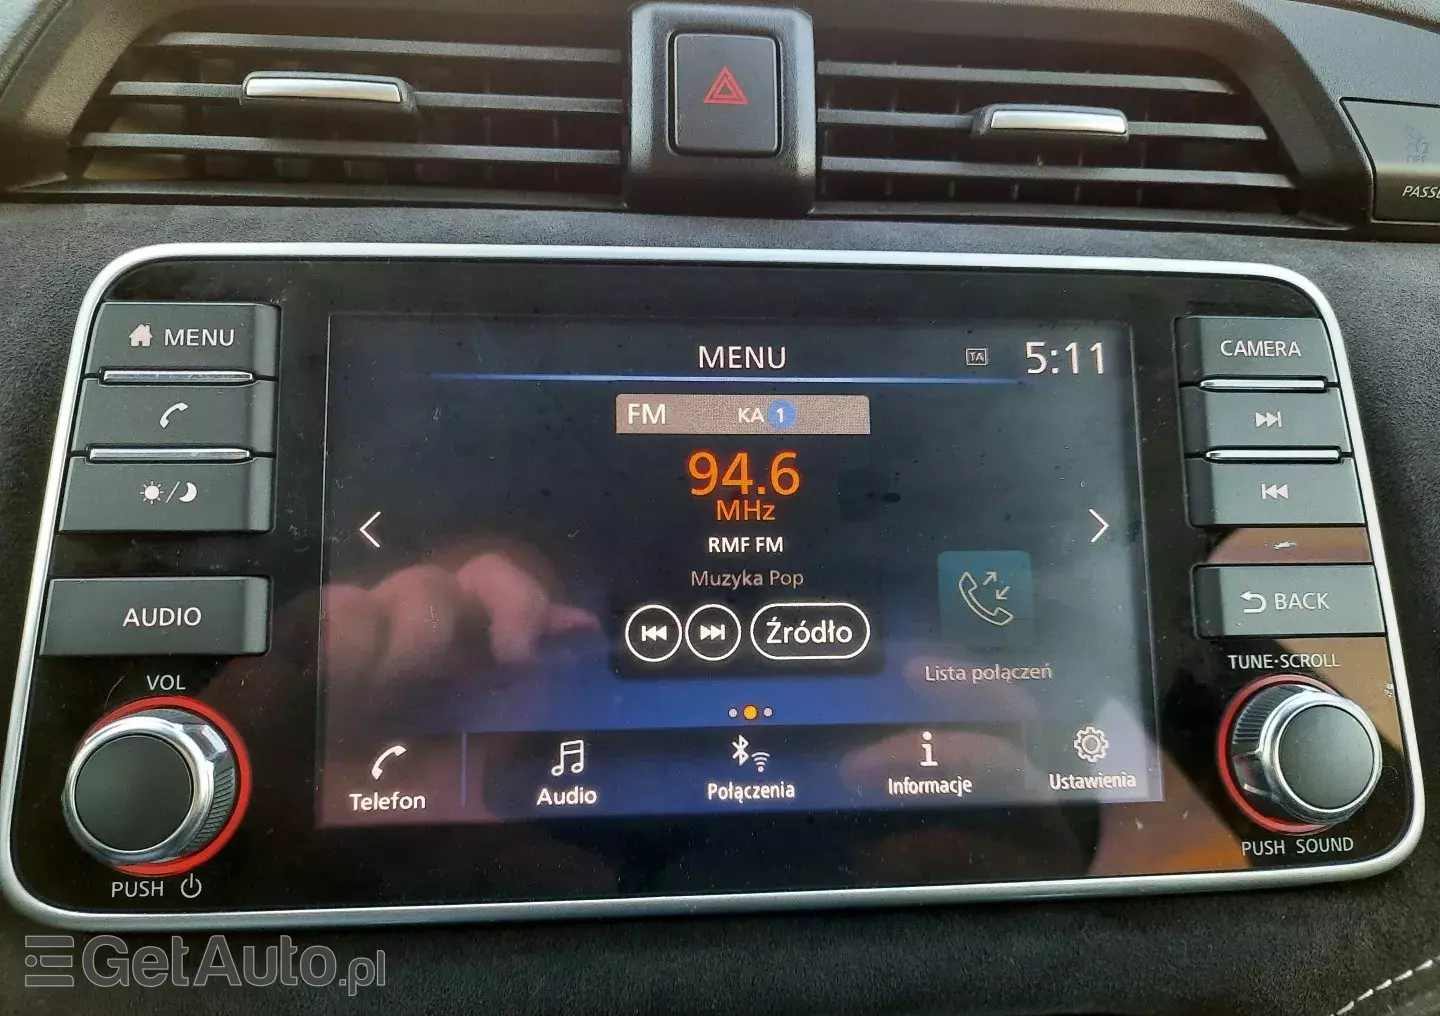 PASSE
MENU
CAMERA
MENU
TA
5:11
FM
KA 1
94.6
MHz
RMF FM
Muzyka Pop
Źródło
BACK
AUDIO
Lista połączeń
TUNE·SCROLL
VOL
Telefon
Audio
Połączenia
Informacje
Ustawienia
PUSH
PUSH SOUND
GetAuto.pl